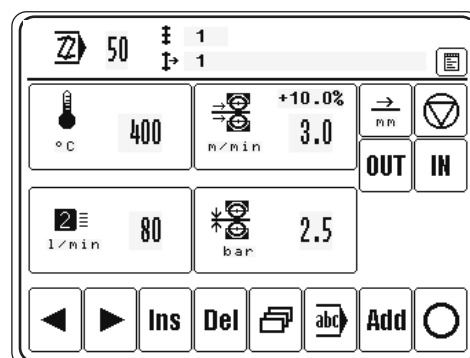 50
1
1
°C
400
m/min
+10.0%
3.0
mm
OUT
IN
2
l/min
80
bar
2.5
Ins
Del
abc
Add